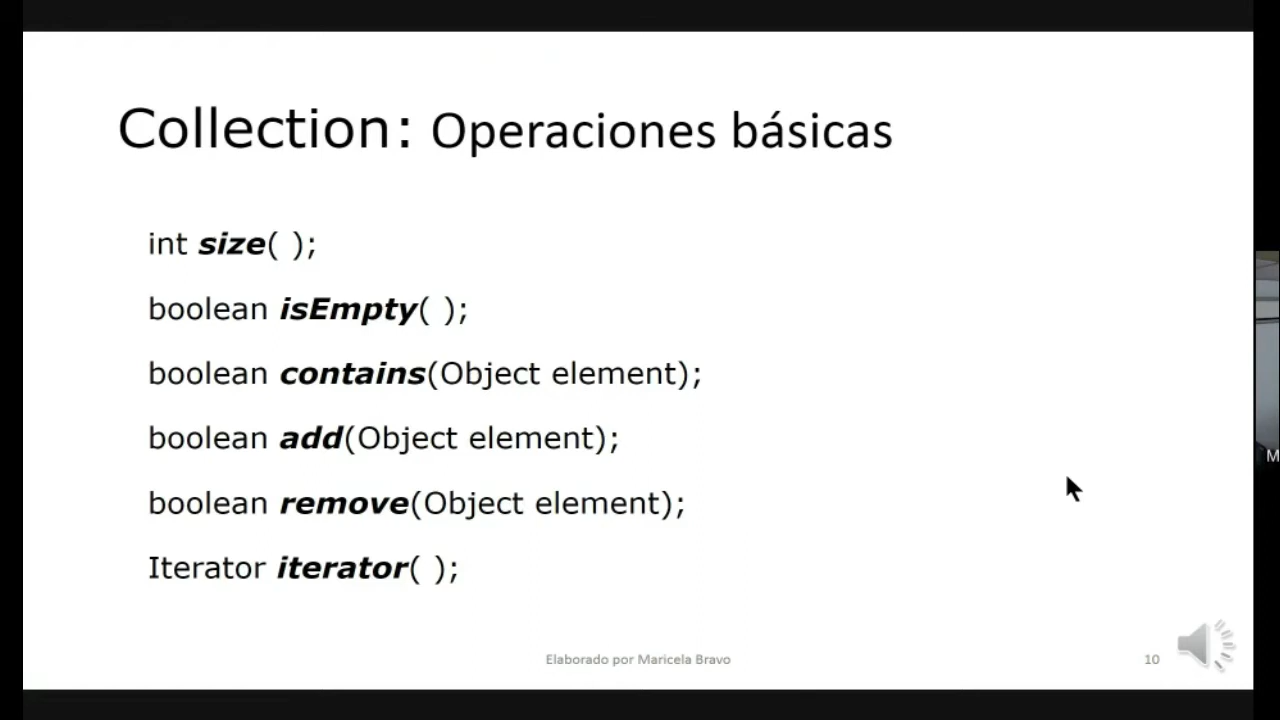 Collection: Operaciones básicas
int size( );
boolean isEmpty( );
boolean contains(Object element);
boolean add(Object element);
boolean remove(Object element);
Iterator iterator( );
Elaborado por Maricela Bravo
10
M